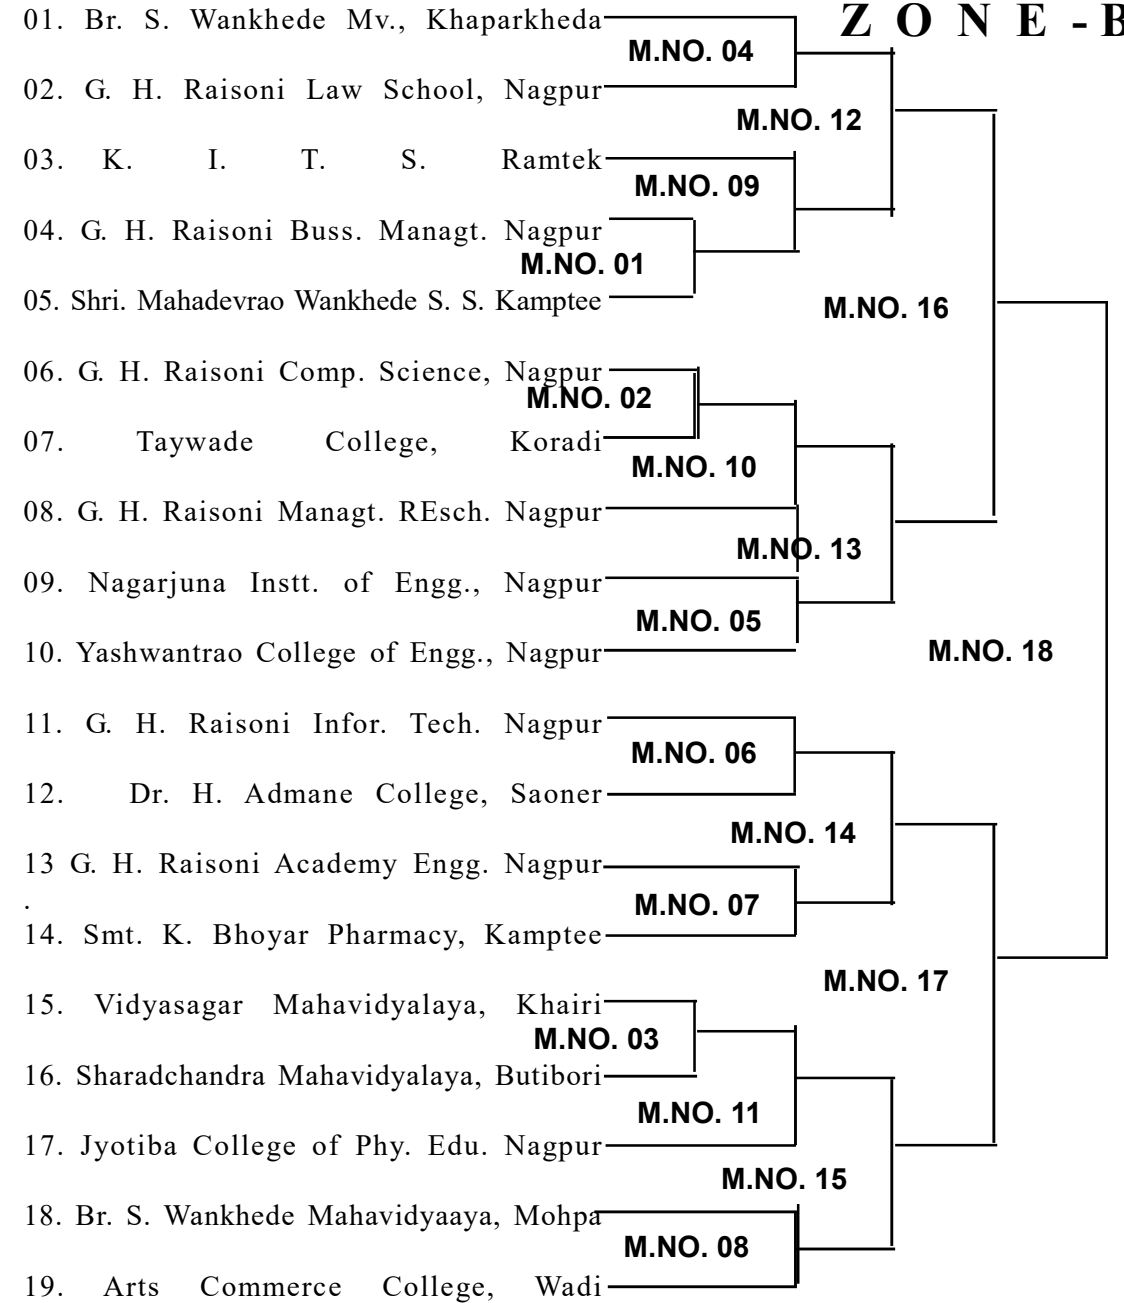 01. Br. S. Wankhede Mv., Khaparkheda
Z O N E - B
M.NO. 04
02. G. H. Raisoni Law School, Nagpur
M.NO. 12
03. K. I. T. S. Ramtek
M.NO. 09
04. G. H. Raisoni Buss. Managt. Nagpur
M.NO. 01
05. Shri. Mahadevrao Wankhede S. S. Kamptee
M.NO. 16
06. G. H. Raisoni Comp. Science, Nagpur
M.NO. 02
07. Taywade College, Koradi
M.NO. 10
08. G. H. Raisoni Managt. REsch. Nagpur
M.NO. 13
09. Nagarjuna Instt. of Engg., Nagpur
M.NO. 05
10. Yashwantrao College of Engg., Nagpur
M.NO. 18
11. G. H. Raisoni Infor. Tech. Nagpur
M.NO. 06
12. Dr. H. Admane College, Saoner
M.NO. 14
13 G. H. Raisoni Academy Engg. Nagpur
.
M.NO. 07
14. Smt. K. Bhoyar Pharmacy, Kamptee
M.NO. 17
15. Vidyasagar Mahavidyalaya, Khairi
M.NO. 03
16. Sharadchandra Mahavidyalaya, Butibori
M.NO. 11
17. Jyotiba College of Phy. Edu. Nagpur
M.NO. 15
18. Br. S. Wankhede Mahavidyaaya, Mohpa
M.NO. 08
19. Arts Commerce College, Wadi